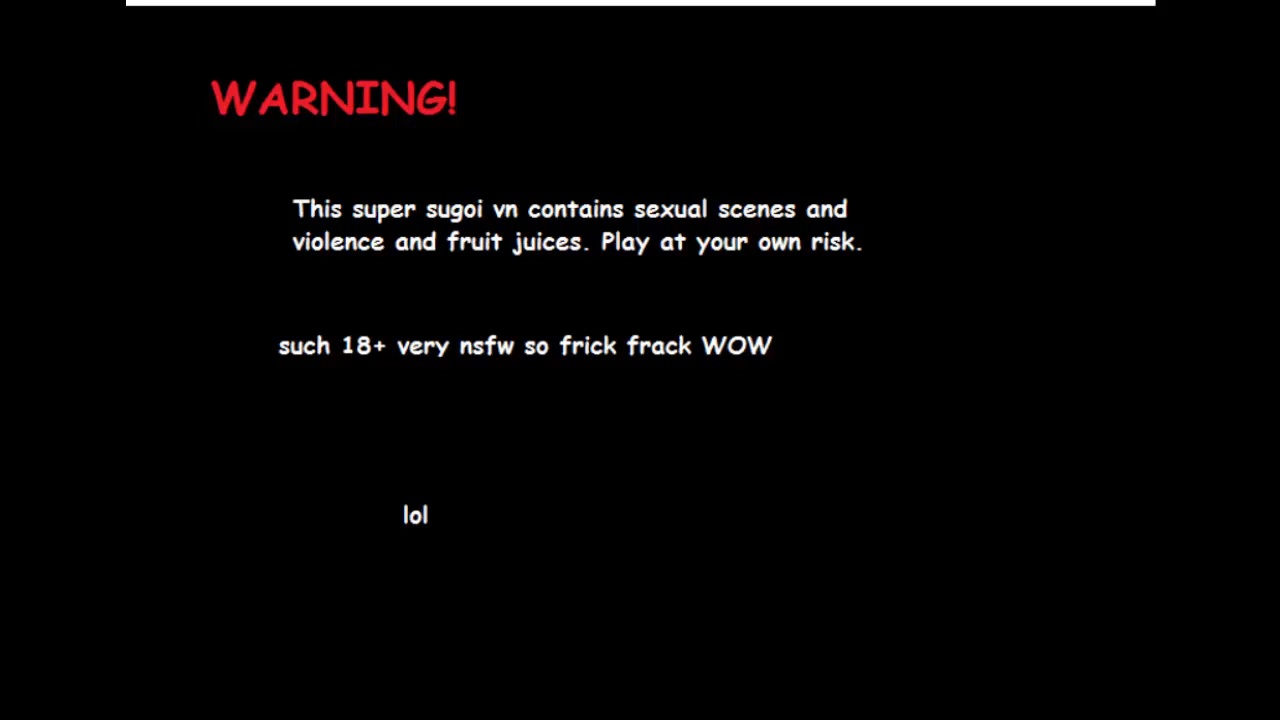 WARNING!
This super sugoi vn contains sexual scenes and
violence and fruit juices. Play at your own risk.
such 18+ very nsfw so frick frack WOW
lol